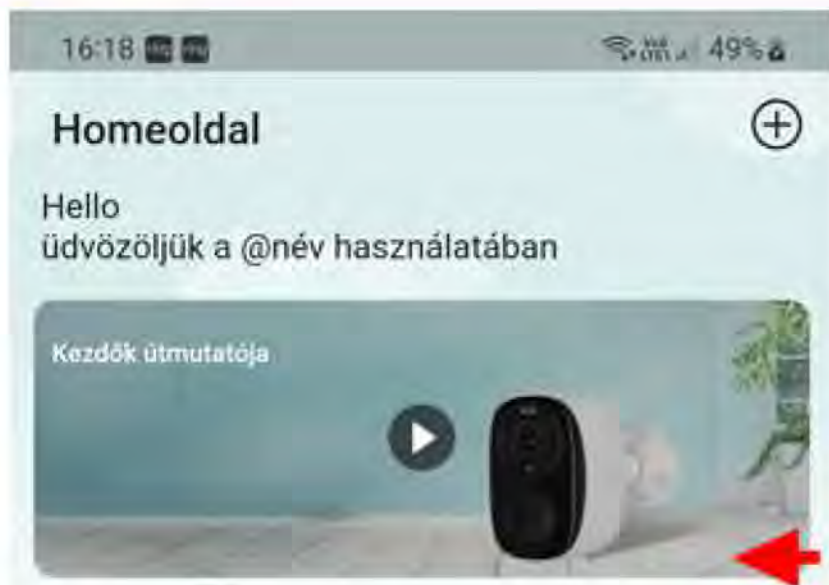 16:18 49%
Homeoldal
Hello
üdvözöljük a @név használatában
Kezdők útmutatója